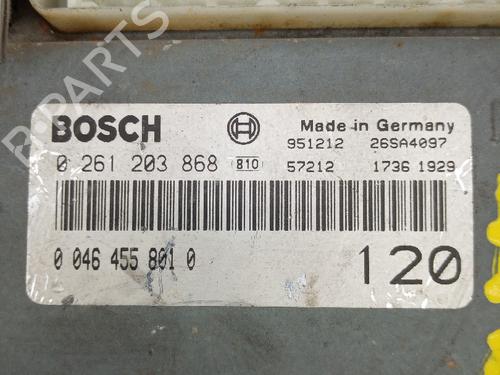 BOSCH
Made in Germany
951212 26SA4097
0 261 203 868 810 57212 1736 1929
0 046 455 801 0
120
B-PARTS